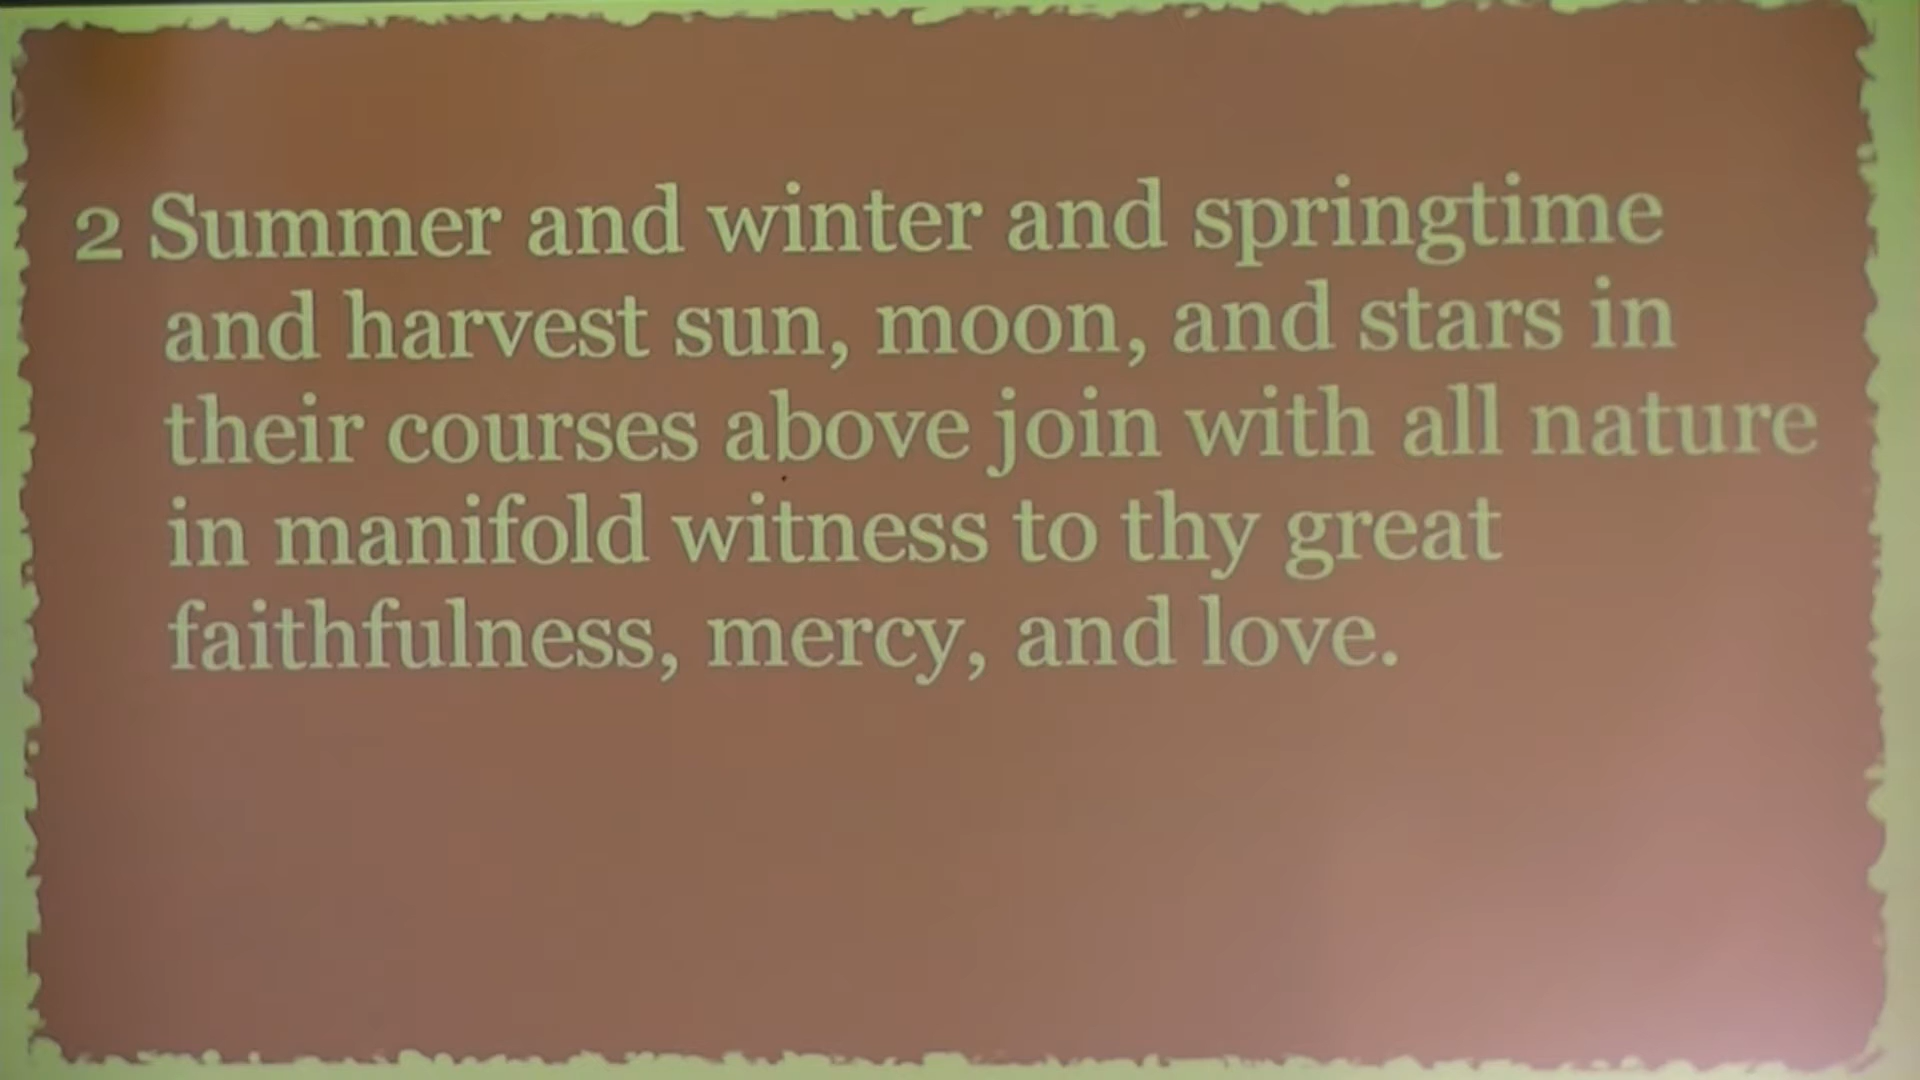 2 Summer and winter and springtime
and harvest sun, moon, and stars in
their courses above join with all nature
in manifold witness to thy great
faithfulness, mercy, and love.